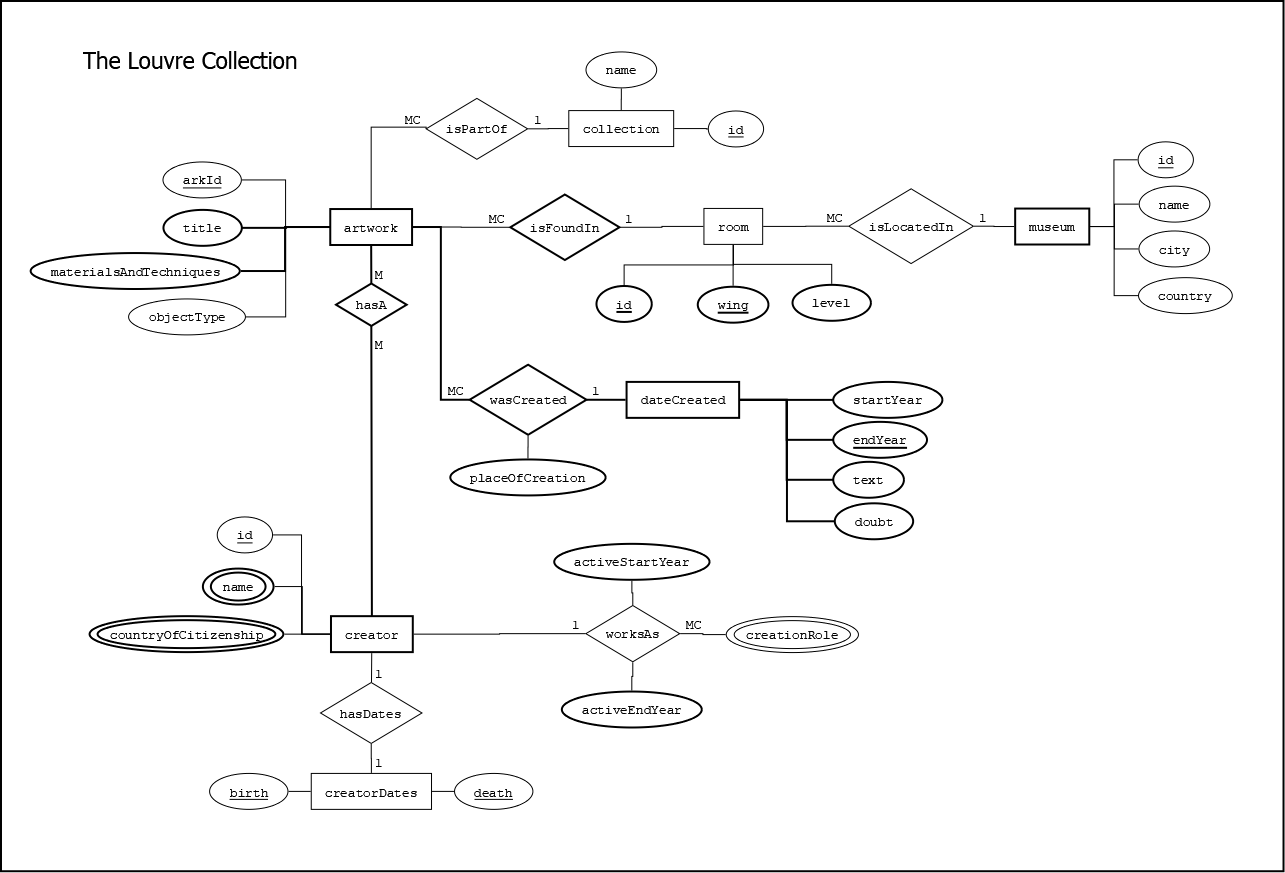 The Louvre Collection
name
MC
isPartOf
1
collection
id
arkId
title
materialsAndTechniques
objectType
artwork
MC
isFoundIn
1
room
MC
isLocatedIn
1
museum
id
name
city
country
id
wing
level
M
hasA
M
MC
wasCreated
1
dateCreated
startYear
endYear
text
doubt
placeOfCreation
id
name
countryOfCitizenship
creator
1
worksAs
MC
creationRole
activeStartYear
activeEndYear
1
hasDates
1
birth
creatorDates
death